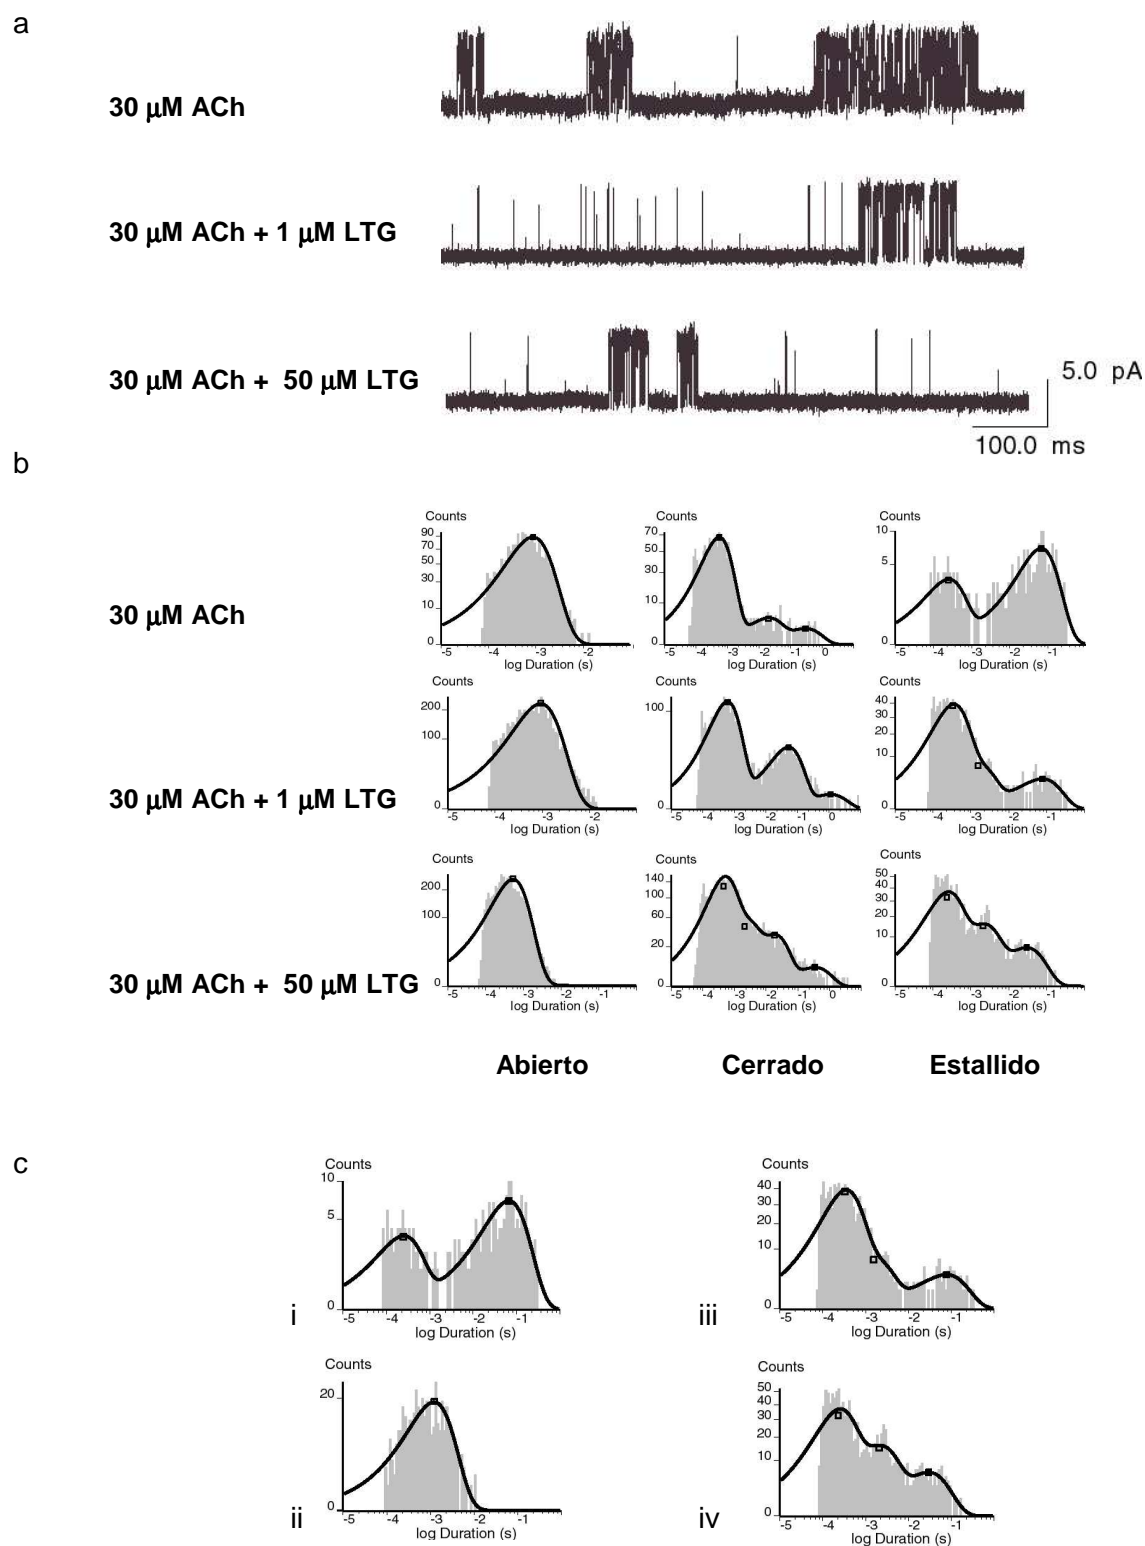 a
30 μM ACh
30 μM ACh + 1 μM LTG
30 μM ACh + 50 μM LTG
5.0 pA
100.0 ms
b
30 μM ACh
Counts
90
70
50
30
10
0
-5 -4 -3 -2
log Duration (s)
Counts
70
50
30
10
0
-5 -4 -3 -2 -1 0
log Duration (s)
Counts
10
5
0
-5 -4 -3 -2 -1
log Duration (s)
30 μM ACh + 1 μM LTG
Counts
200
100
0
-5 -4 -3 -2 -1
log Duration (s)
Counts
100
0
-5 -4 -3 -2 -1 0
log Duration (s)
Counts
40
30
20
10
0
-5 -4 -3 -2 -1
log Duration (s)
30 μM ACh + 50 μM LTG
Counts
200
100
0
-5 -4 -3 -2 -1
log Duration (s)
Counts
140
100
60
20
0
-5 -4 -3 -2 -1 0
log Duration (s)
Counts
50
40
30
20
10
0
-5 -4 -3 -2 -1
log Duration (s)
Abierto Cerrado Estallido
c
i
Counts
10
5
0
-5 -4 -3 -2 -1
log Duration (s)
iii
Counts
40
30
20
10
0
-5 -4 -3 -2 -1
log Duration (s)
ii
Counts
20
10
0
-5 -4 -3 -2 -1
log Duration (s)
iv
Counts
50
40
30
20
10
0
-5 -4 -3 -2 -1
log Duration (s)